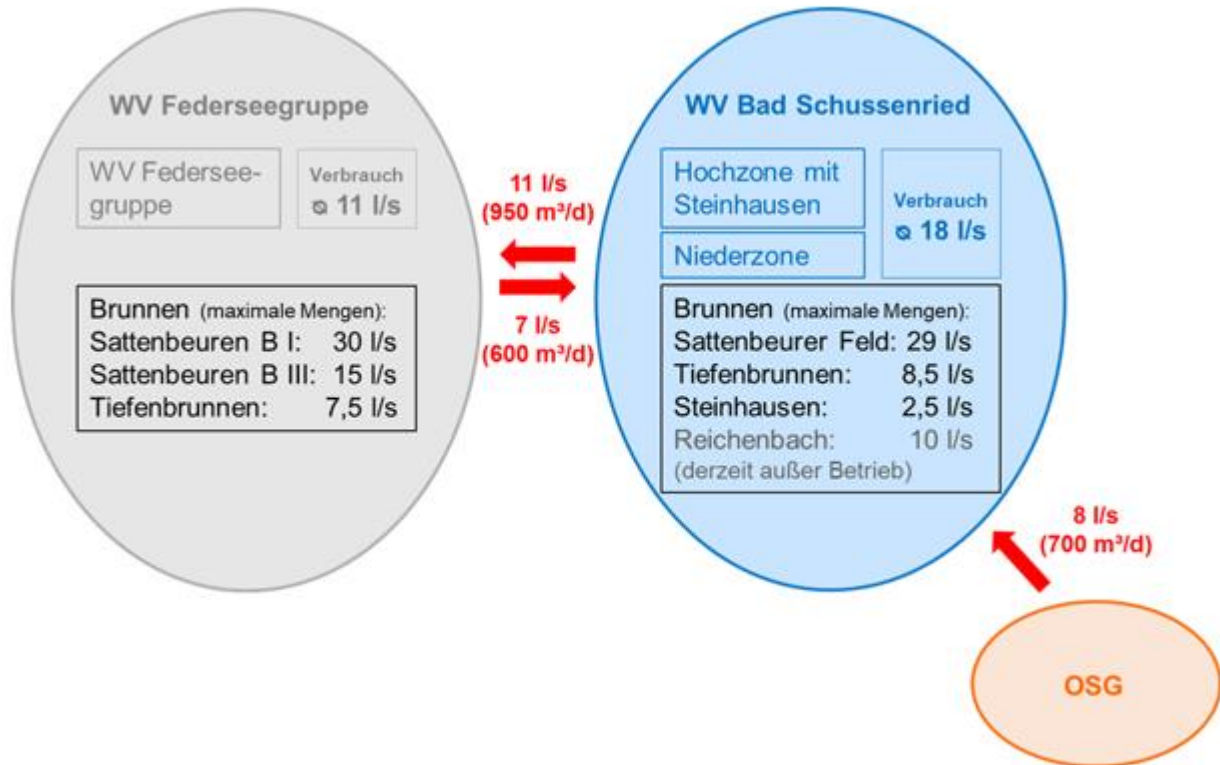 WV Federseegruppe
WV Federsee-
gruppe
Verbrauch
ø 11 l/s
Brunnen (maximale Mengen):
Sattenbeuren B I: 30 l/s
Sattenbeuren B III: 15 l/s
Tiefenbrunnen: 7,5 l/s
11 l/s
(950 m³/d)
7 l/s
(600 m³/d)
WV Bad Schussenried
Hochzone mit
Steinhausen
Niederzone
Verbrauch
ø 18 l/s
Brunnen (maximale Mengen):
Sattenbeurer Feld: 29 l/s
Tiefbrunnen: 8,5 l/s
Steinhausen: 2,5 l/s
Reichenbach: 10 l/s
(derzeit außer Betrieb)
8 l/s
(700 m³/d)
OSG